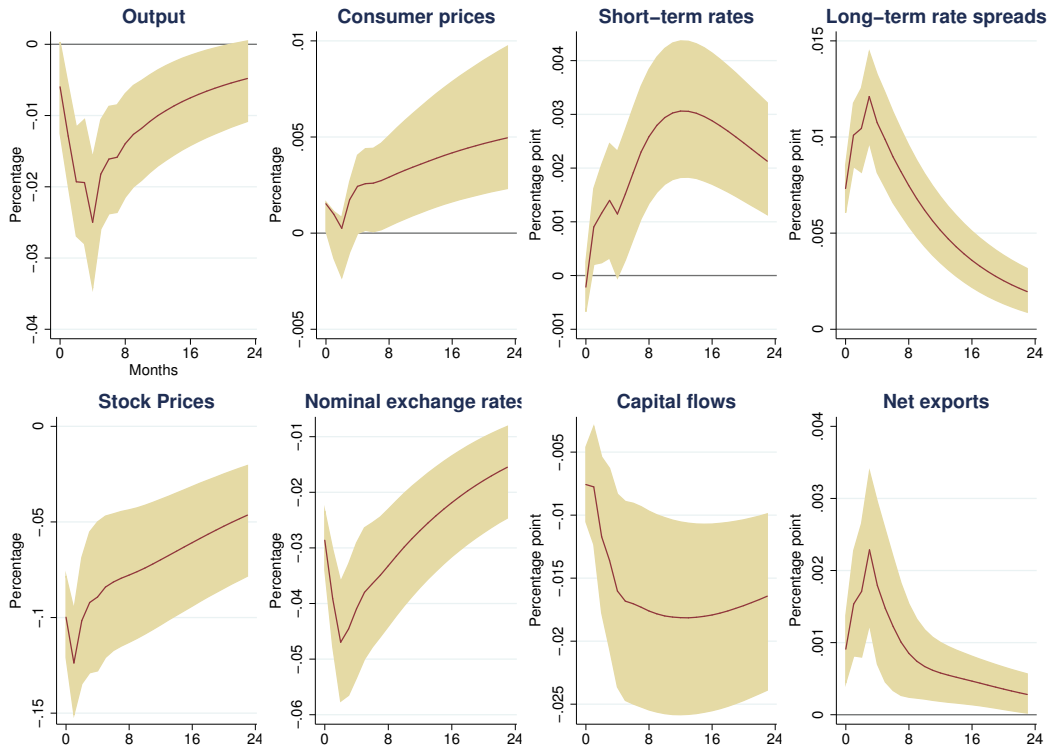 Output
Percentage
0
-.01
-.02
-.03
-.04
0 8 16 24
Months
Consumer prices
Percentage
.01
.005
0
-.005
0 8 16 24
Short-term rates
Percentage point
.004
.003
.002
.001
0
-.001
0 8 16 24
Long-term rate spreads
Percentage point
.015
.01
.005
0
0 8 16 24
Stock Prices
Percentage
0
-.05
-.1
-.15
0 8 16 24
Nominal exchange rates
Percentage
-.01
-.02
-.03
-.04
-.05
-.06
0 8 16 24
Capital flows
Percentage point
-.005
-.01
-.015
-.02
-.025
0 8 16 24
Net exports
Percentage point
.004
.003
.002
.001
0
0 8 16 24